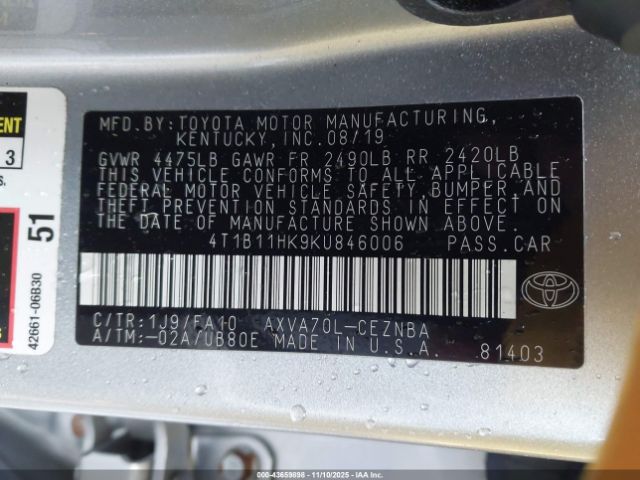 MFD.BY:TOYOTA MOTOR MANUFACTURING,
KENTUCKY,INC.08/19
GVWR 4475LB GAWR FR 2490LB RR 2420LB
THIS VEHICLE CONFORMS TO ALL APPLICABLE
FEDERAL MOTOR VEHICLE SAFETY, BUMPER AND
THEFT PREVENTION STANDARDS IN EFFECT ON
THE DATE OF MANUFACTURE SHOWN ABOVE.
4T1B11HK9KU846006 PASS.CAR
C/TR:1J9/FA10 AXVA70L-CEZNBA
A/TM:-02A/UB80E MADE IN U.S.A. 81403
ENT
3
s.
51
42661-06B30
000-43659898 - 11/10/2025 - IAAI.COM